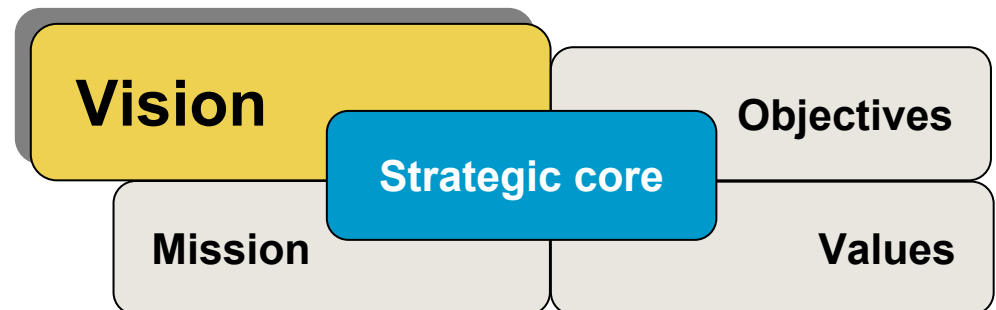 Vision
Objectives
Strategic core
Mission
Values